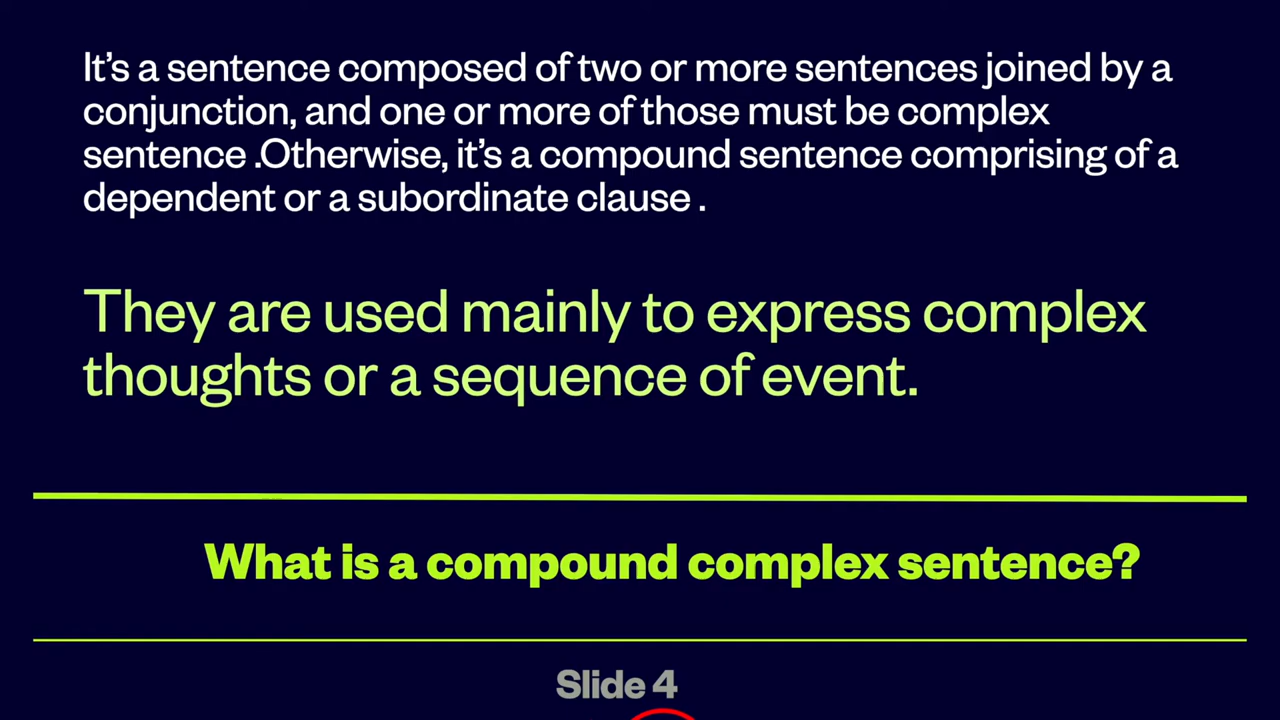 It's a sentence composed of two or more sentences joined by a
conjunction, and one or more of those must be complex
sentence .Otherwise, it's a compound sentence comprising of a
dependent or a subordinate clause .
They are used mainly to express complex
thoughts or a sequence of event.
What is a compound complex sentence?
Slide 4